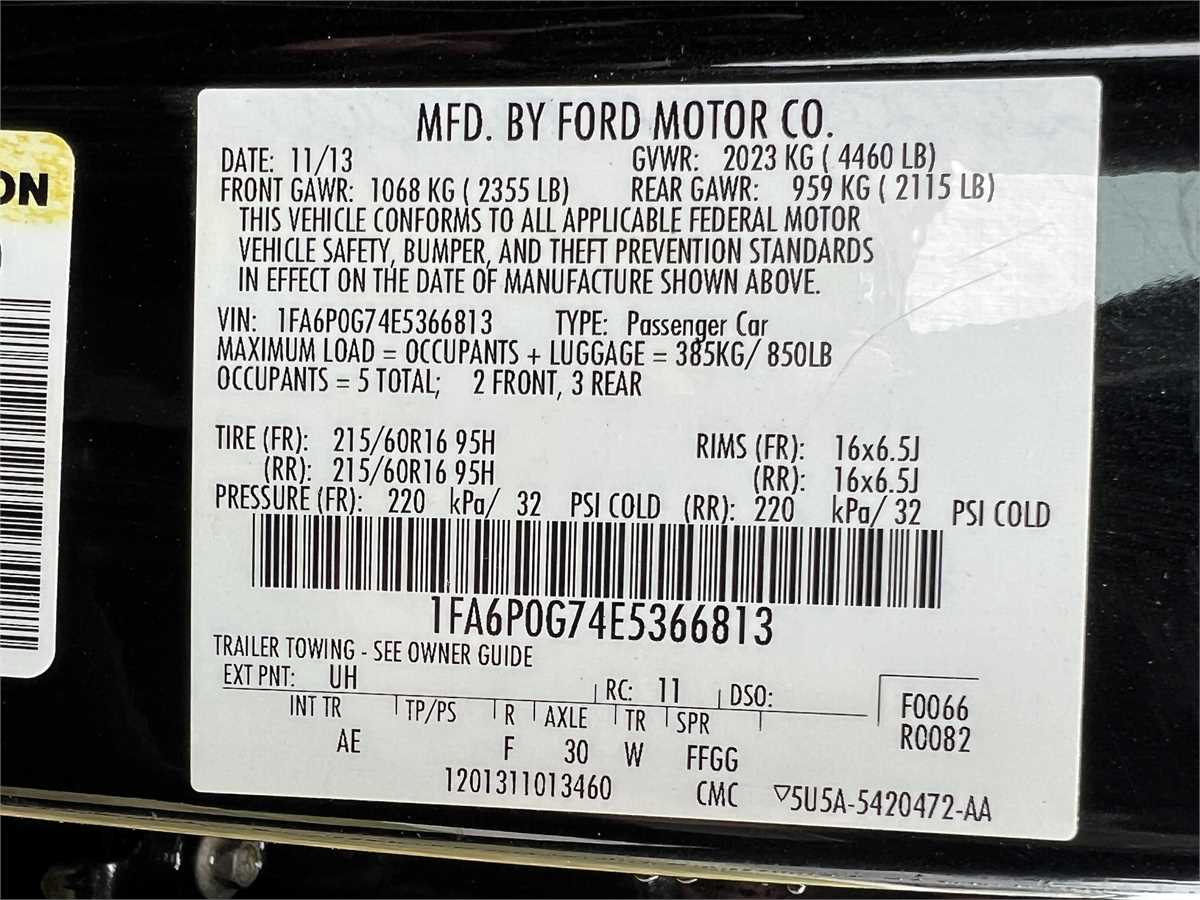 ON
MFD. BY FORD MOTOR CO.
DATE: 11/13 GVWR: 2023 KG ( 4460 LB)
FRONT GAWR: 1068 KG ( 2355 LB) REAR GAWR: 959 KG ( 2115 LB)
THIS VEHICLE CONFORMS TO ALL APPLICABLE FEDERAL MOTOR
VEHICLE SAFETY, BUMPER, AND THEFT PREVENTION STANDARDS
IN EFFECT ON THE DATE OF MANUFACTURE SHOWN ABOVE.
VIN: 1FA6P0G74E5366813 TYPE: Passenger Car
MAXIMUM LOAD = OCCUPANTS + LUGGAGE = 385KG/ 850LB
OCCUPANTS = 5 TOTAL; 2 FRONT, 3 REAR
TIRE (FR): 215/60R16 95H RIMS (FR): 16x6.5J
(RR): 215/60R16 95H (RR): 16x6.5J
PRESSURE (FR): 220 kPa/ 32 PSI COLD (RR): 220 kPa/ 32 PSI COLD
1FA6P0G74E5366813
TRAILER TOWING - SEE OWNER GUIDE
EXT PNT: UH RC: 11 DSO:
INT TR TP/PS R AXLE TR SPR F0066
AE F 30 W FFGG R0082
1201311013460 CMC ▽5U5A-5420472-AA